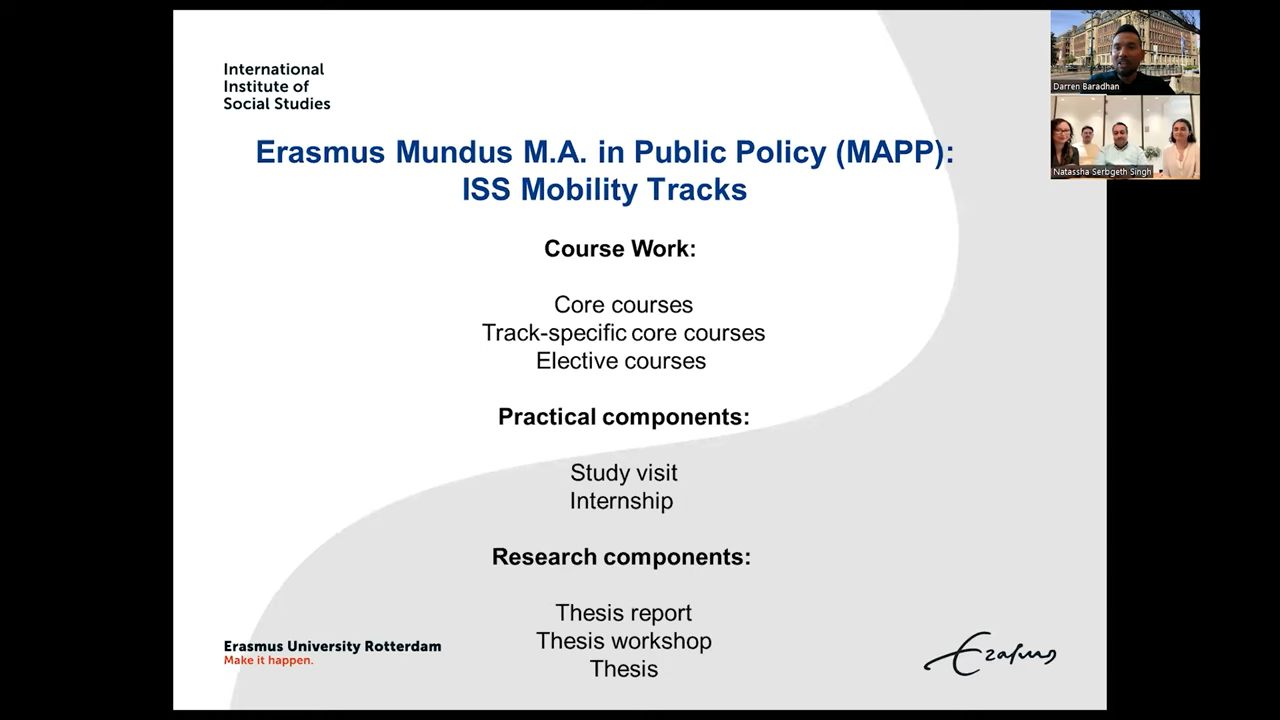 International
Institute of
Social Studies
Erasmus Mundus M.A. in Public Policy (MAPP):
ISS Mobility Tracks
Course Work:
Core courses
Track-specific core courses
Elective courses
Practical components:
Study visit
Internship
Research components:
Thesis report
Thesis workshop
Thesis
Erasmus University Rotterdam
Make it happen.
Erasmus
Darren Baradhan
Natassha Serbgeth Singh